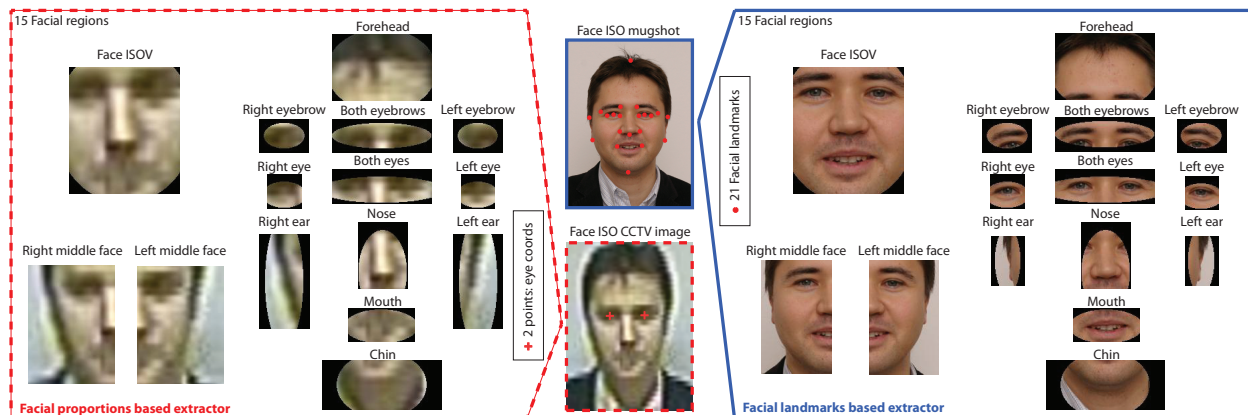 15 Facial regions
Face ISOV
Forehead
Right eyebrow
Both eyebrows
Left eyebrow
Right eye
Both eyes
Left eye
Right ear
Nose
Left ear
Right middle face
Left middle face
Mouth
Chin
Facial proportions based extractor
+ 2 points: eye coords
Face ISO mugshot
Face ISO CCTV image
• 21 Facial landmarks
15 Facial regions
Face ISOV
Forehead
Right eyebrow
Both eyebrows
Left eyebrow
Right eye
Both eyes
Left eye
Right ear
Nose
Left ear
Right middle face
Left middle face
Mouth
Chin
Facial landmarks based extractor